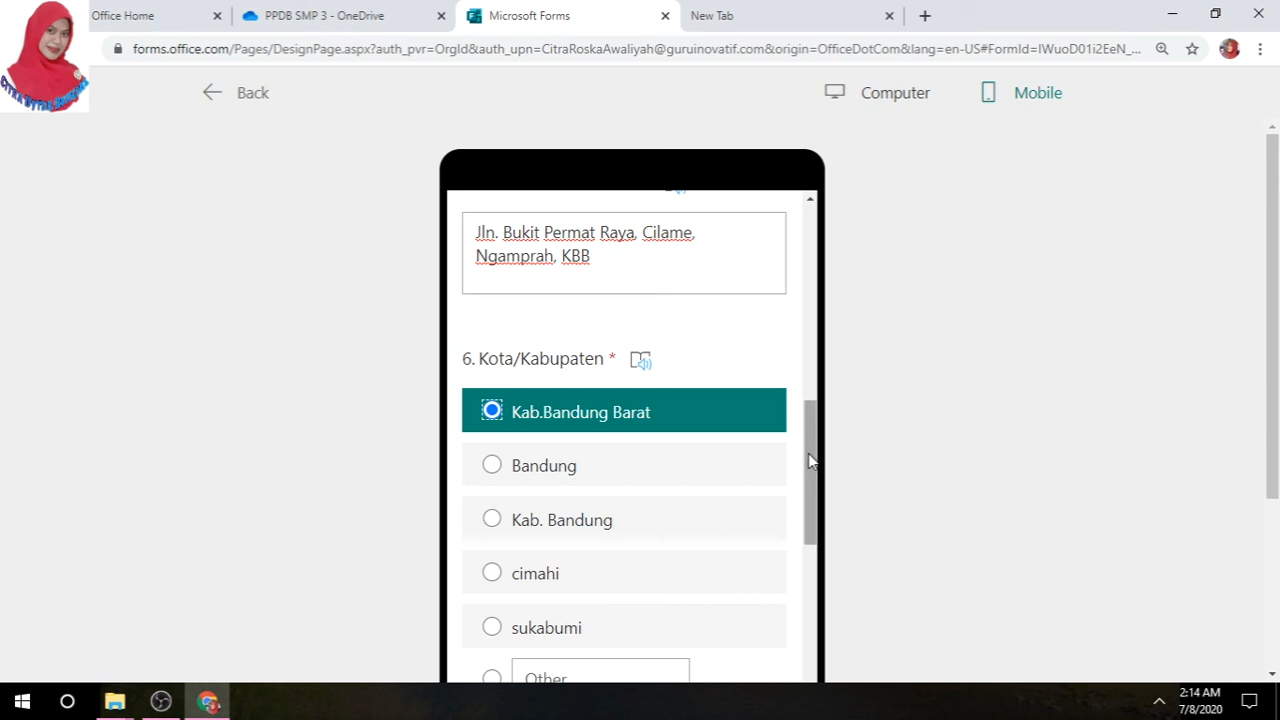 Office Home
PPDB SMP 3 - OneDrive
Microsoft Forms
New Tab
forms.office.com/Pages/DesignPage.aspx?auth_pvr=OrgId&auth_upn=CitraRoskaAwaliyah@guruinovatif.com&origin=OfficeDotCom&lang=en-US#FormId=IWuoD01i2EeN_...
Back
Computer
Mobile
Jln. Bukit Permat Raya, Cilame,
Ngamprah, KBB
6. Kota/Kabupaten *
Kab.Bandung Barat
Bandung
Kab. Bandung
cimahi
sukabumi
Other
2:14 AM
7/8/2020